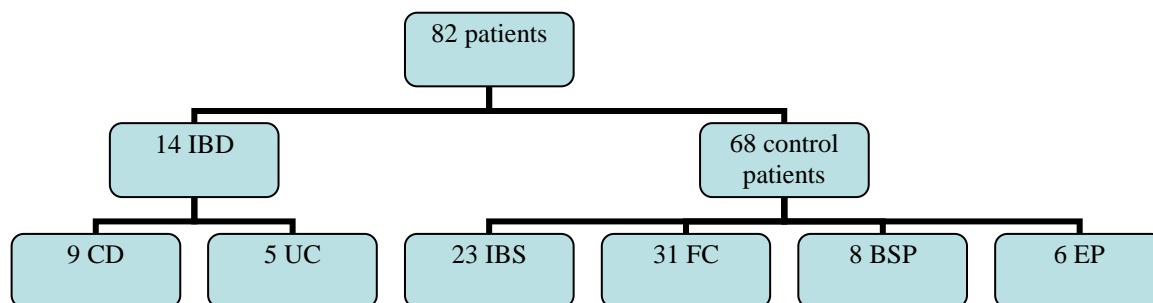 82 patients
14 IBD
68 control
patients
9 CD
5 UC
23 IBS
31 FC
8 BSP
6 EP